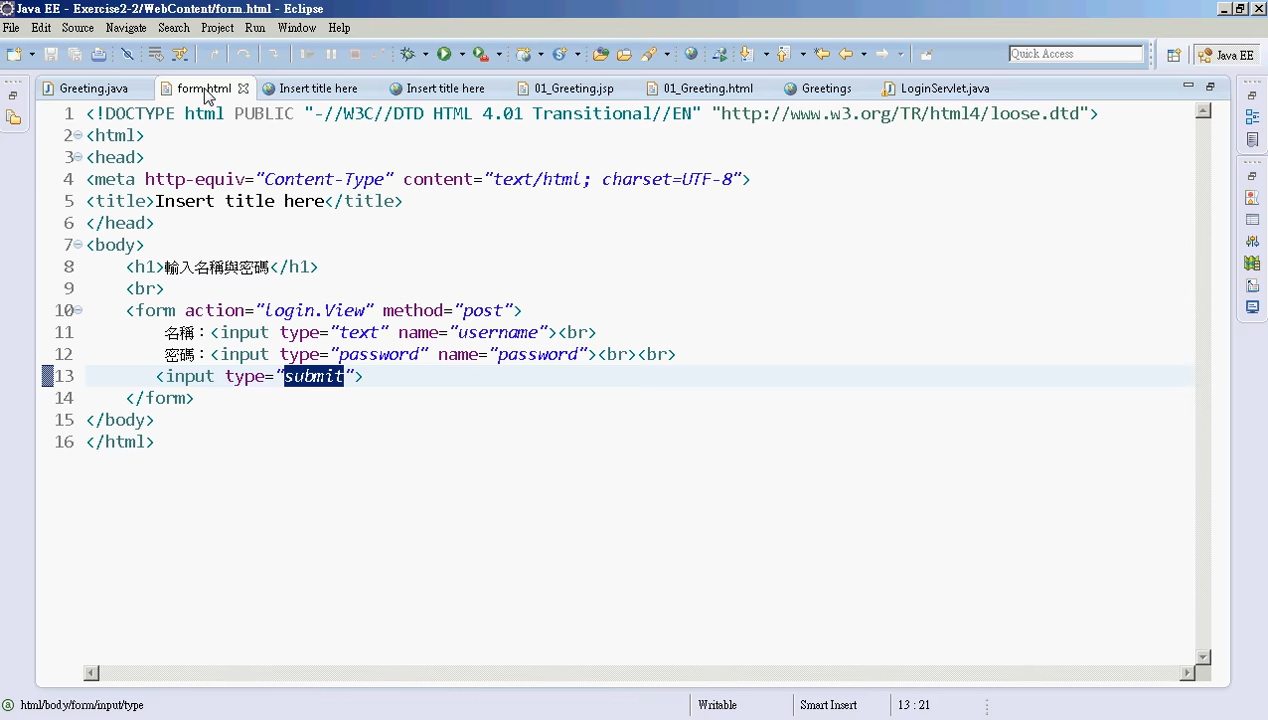 Java EE - Exercise2-2/WebContent/form.html - Eclipse
File Edit Source Navigate Search Project Run Window Help
Quick Access Java EE
Greeting.java form.html Insert title here Insert title here 01_Greeting.jsp 01_Greeting.html Greetings LoginServlet.java
1 <!DOCTYPE html PUBLIC "-//W3C//DTD HTML 4.01 Transitional//EN" "http://www.w3.org/TR/html4/loose.dtd">
2 <html>
3 <head>
4 <meta http-equiv="Content-Type" content="text/html; charset=UTF-8">
5 <title>Insert title here</title>
6 </head>
7 <body>
8 <h1>輸入名稱與密碼</h1>
9 <br>
10 <form action="login.View" method="post">
11 名稱：<input type="text" name="username"><br>
12 密碼：<input type="password" name="password"><br><br>
13 <input type="submit">
14 </form>
15 </body>
16 </html>
html/body/form/input/type Writable Smart Insert 13 : 21